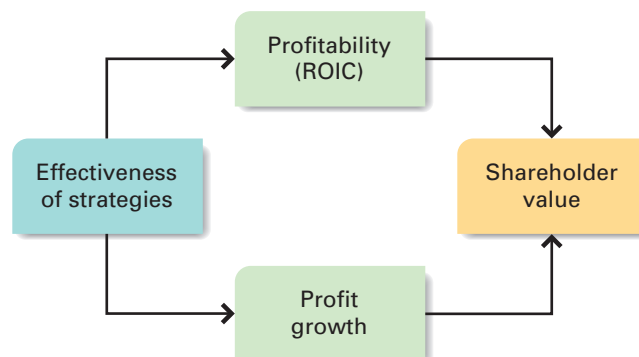 Profitability
(ROIC)
Effectiveness
of strategies
Shareholder
value
Profit
growth